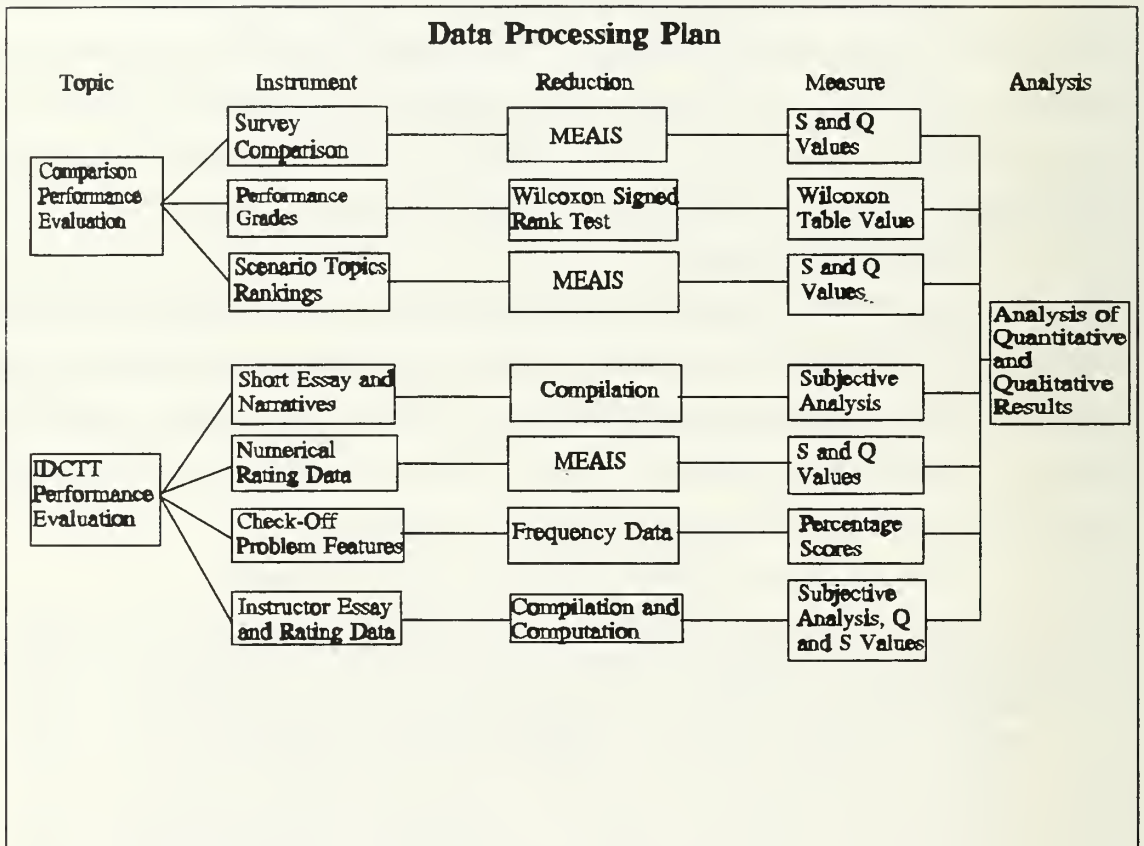 Data Processing Plan
Topic
Instrument
Reduction
Measure
Analysis
Comparison
Performance
Evaluation
Survey
Comparison
MEAIS
S and Q
Values
Performance
Grades
Wilcoxon Signed
Rank Test
Wilcoxon
Table Value
Scenario Topics
Rankings
MEAIS
S and Q
Values
IDCTT
Performance
Evaluation
Short Essay and
Narratives
Compilation
Subjective
Analysis
Numerical
Rating Data
MEAIS
S and Q
Values
Check-Off
Problem Features
Frequency Data
Percentage
Scores
Instructor Essay
and Rating Data
Compilation and
Computation
Subjective
Analysis, Q
and S Values
Analysis of
Quantitative
and
Qualitative
Results